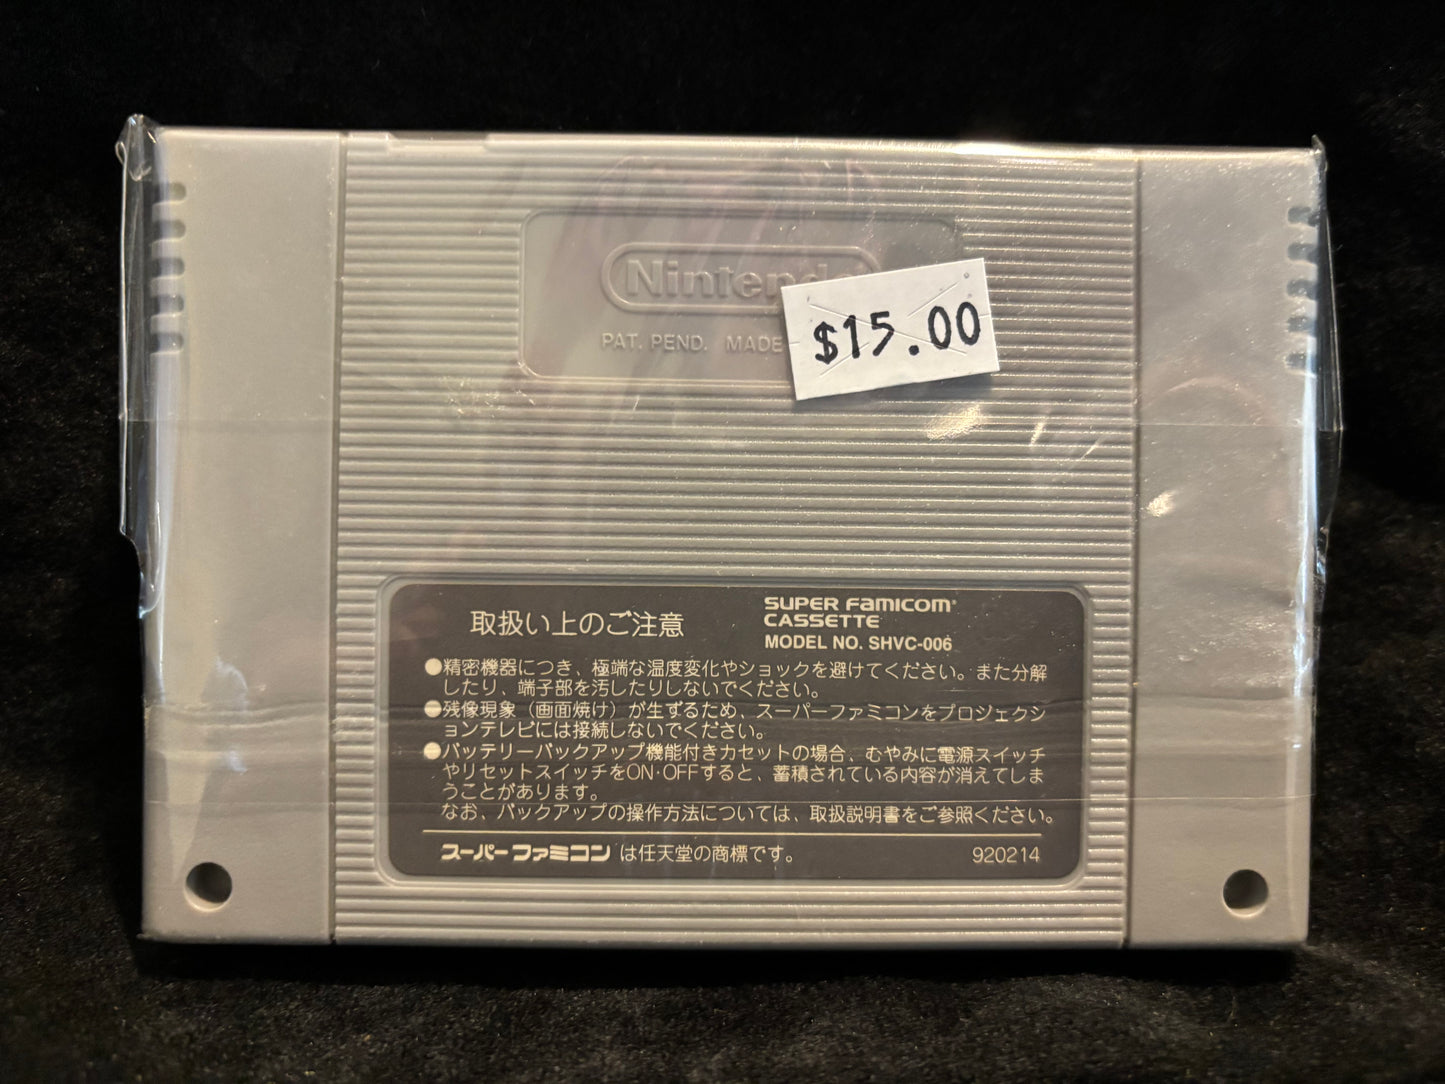 Nintendo
PAT. PEND. MADE
$15.00
取扱い上のご注意
SUPER FAMICOM
CASSETTE
MODEL NO. SHVC-006
●精密機器につき、極端な温度変化やショックを避けてください。また分解
したり、端子部を汚したりしないでください。
●残像現象（画面焼け）が生ずるため、スーパーファミコンをプロジェクシ
ョンテレビには接続しないでください。
●バッテリーバックアップ機能付きカセットの場合、むやみに電源スイッチ
やリセットスイッチをON·OFFすると、蓄積されている内容が消えてしま
うことがあります。
なお、バックアップの操作方法については、取扱説明書をご参照ください。
スーパーファミコンは任天堂の商標です。
920214